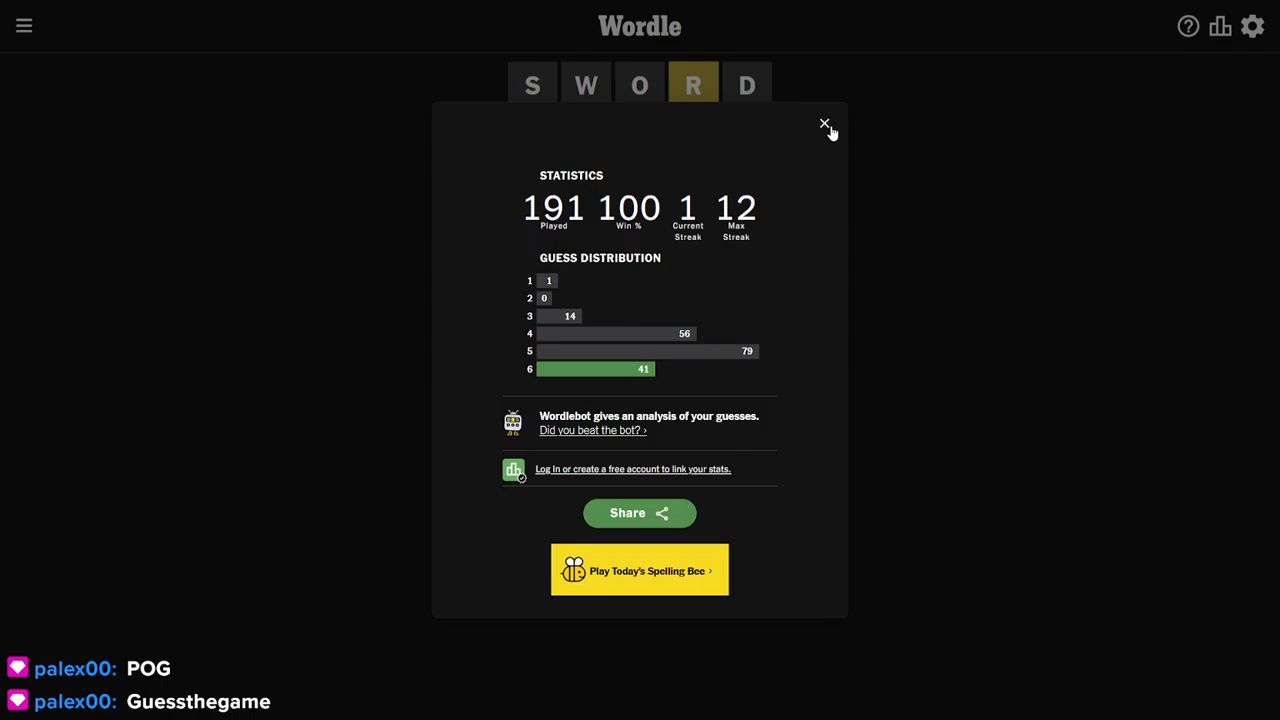 Wordle
S W O R D
STATISTICS
191 100 1 12
Played Win % Current Streak Max Streak
GUESS DISTRIBUTION
1 1
2 0
3 14
4 56
5 79
6 41
Wordlebot gives an analysis of your guesses.
Did you beat the bot? ›
Log In or create a free account to link your stats.
Share
Play Today's Spelling Bee ›
palex00: POG
palex00: Guessthegame